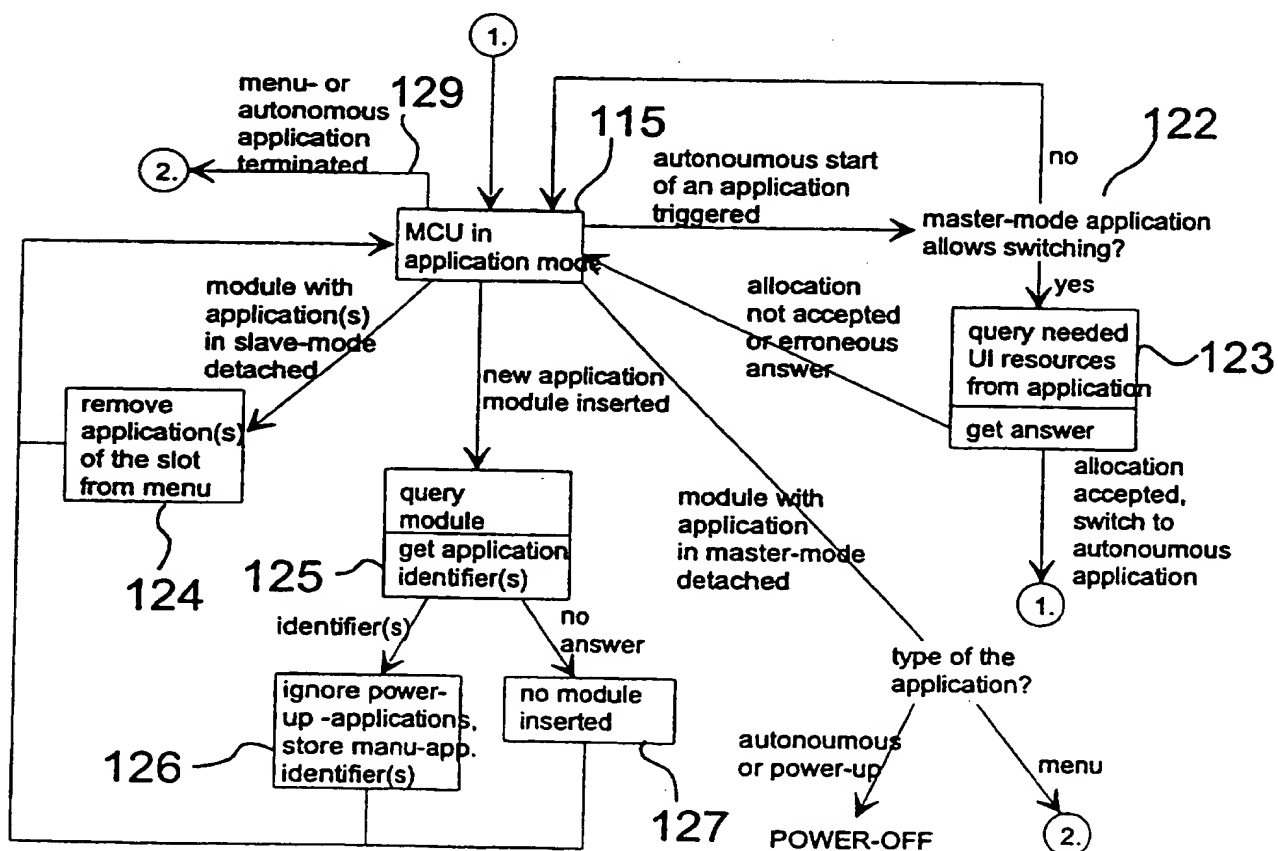 1.
menu- or
autonomous
application
terminated
129
2.
115
autonoumous start
of an application
triggered
no
122
master-mode application
allows switching?
MCU in
application mode
yes
module with
application(s)
in slave-mode
detached
allocation
not accepted
or erroneous
answer
query needed
UI resources
from application
get answer
123
new application
module inserted
remove
application(s)
of the slot
from menu
124
query
module
get application
identifier(s)
125
module with
application
in master-mode
detached
allocation
accepted,
switch to
autonoumous
application
1.
identifier(s)
no
answer
ignore power-
up -applications,
store manu-app.
identifier(s)
126
no module
inserted
127
type of the
application?
autonoumous
or power-up
menu
POWER-OFF
2.